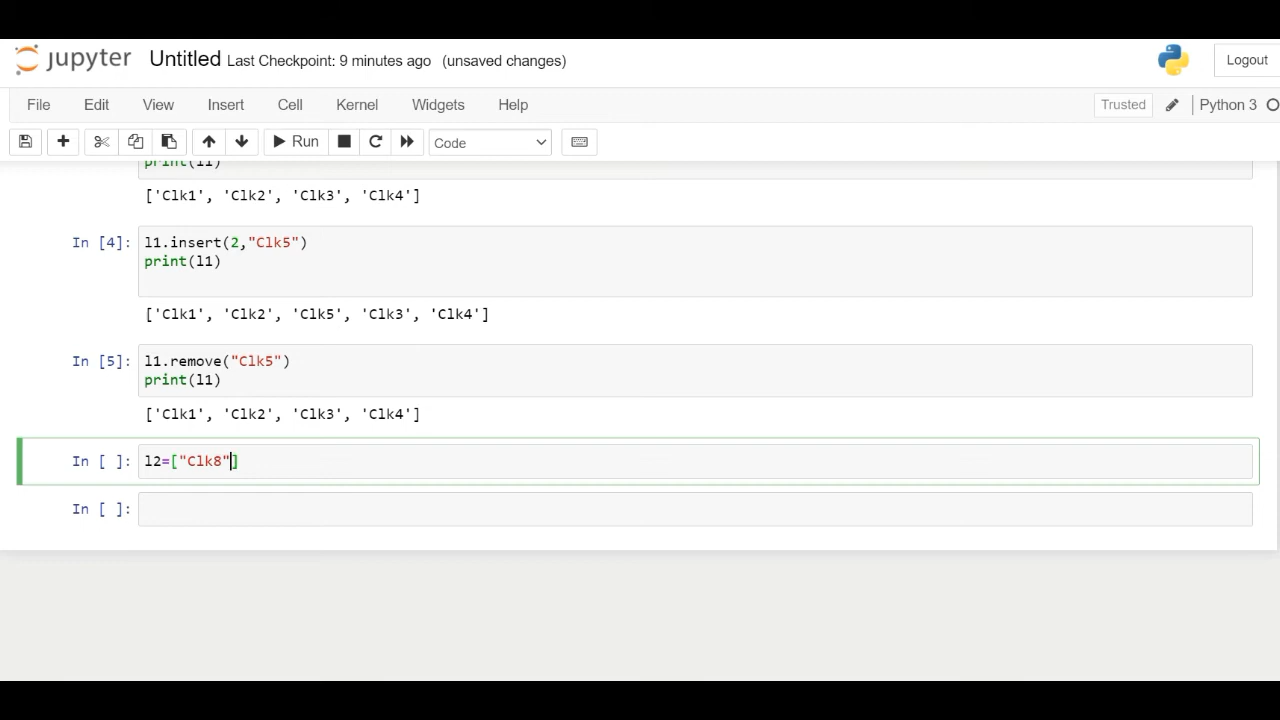 jupyter Untitled Last Checkpoint: 9 minutes ago (unsaved changes) Logout
File Edit View Insert Cell Kernel Widgets Help Trusted Python 3
Run Code
print(l1)
['Clk1', 'Clk2', 'Clk3', 'Clk4']
In [4]: l1.insert(2,"Clk5")
print(l1)
['Clk1', 'Clk2', 'Clk5', 'Clk3', 'Clk4']
In [5]: l1.remove("Clk5")
print(l1)
['Clk1', 'Clk2', 'Clk3', 'Clk4']
In [ ]: l2=["Clk8"]
In [ ]: